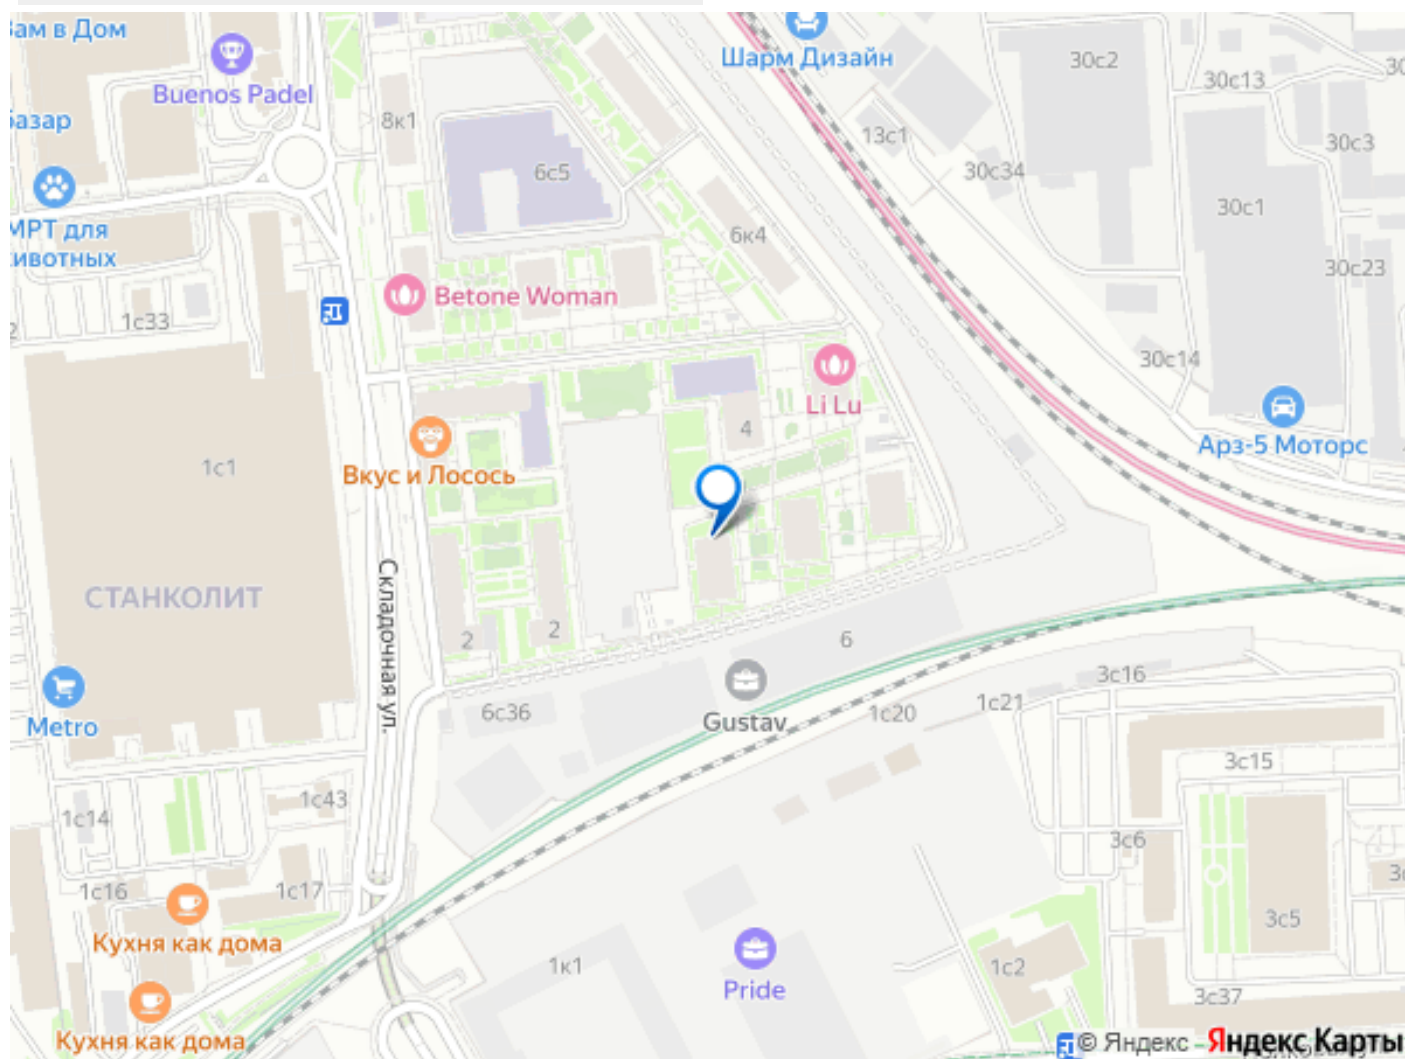 Зам в Дом
Шарм Дизайн
30с2
30с13
Buenos Padel
базар
8к1
13с1
30с3
6с5
30с34
30с1
МРТ для
животных
6к4
30с23
Betone Woman
1с33
30с14
Li Lu
4
Арз-5 Моторс
1с1
Вкус и Лосось
СТАНКОЛИТ
Складочная ул.
2
2
6
3с16
Metro
6с36
Gustav
1с20
1с21
3с15
1с43
1с14
3с6
1с16
1с17
3с5
Кухня как дома
1к1
1с2
Pride
3с37
Кухня как дома
© Яндекс
Яндекс Карты